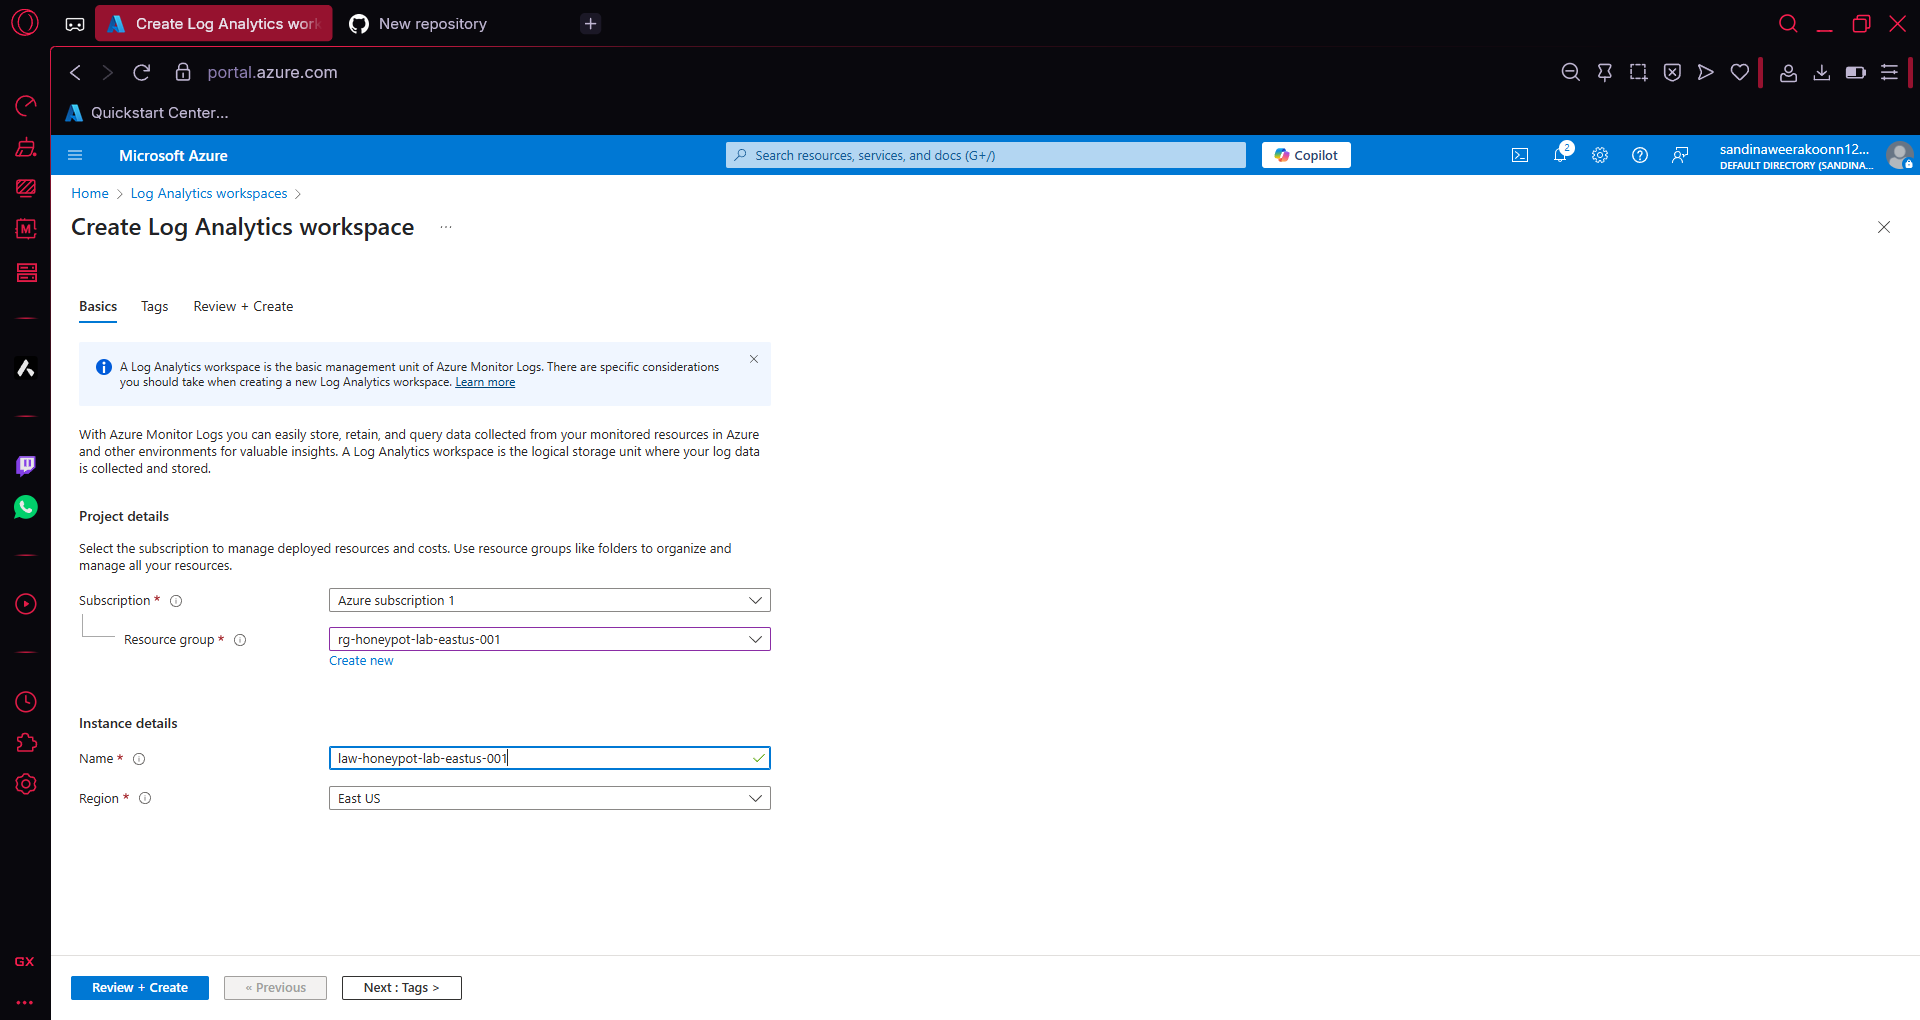 Create Log Analytics work
New repository
portal.azure.com
Quickstart Center...
Microsoft Azure
Search resources, services, and docs (G+/)
Copilot
2
sandinaweerakoonn12...
DEFAULT DIRECTORY (SANDINA...
Home > Log Analytics workspaces >
Create Log Analytics workspace ...
Basics
Tags
Review + Create
A Log Analytics workspace is the basic management unit of Azure Monitor Logs. There are specific considerations
you should take when creating a new Log Analytics workspace. Learn more
With Azure Monitor Logs you can easily store, retain, and query data collected from your monitored resources in Azure
and other environments for valuable insights. A Log Analytics workspace is the logical storage unit where your log data
is collected and stored.
Project details
Select the subscription to manage deployed resources and costs. Use resource groups like folders to organize and
manage all your resources.
Subscription *
Azure subscription 1
Resource group *
rg-honeypot-lab-eastus-001
Create new
Instance details
Name *
law-honeypot-lab-eastus-001
Region *
East US
Review + Create
« Previous
Next : Tags >
M
GX